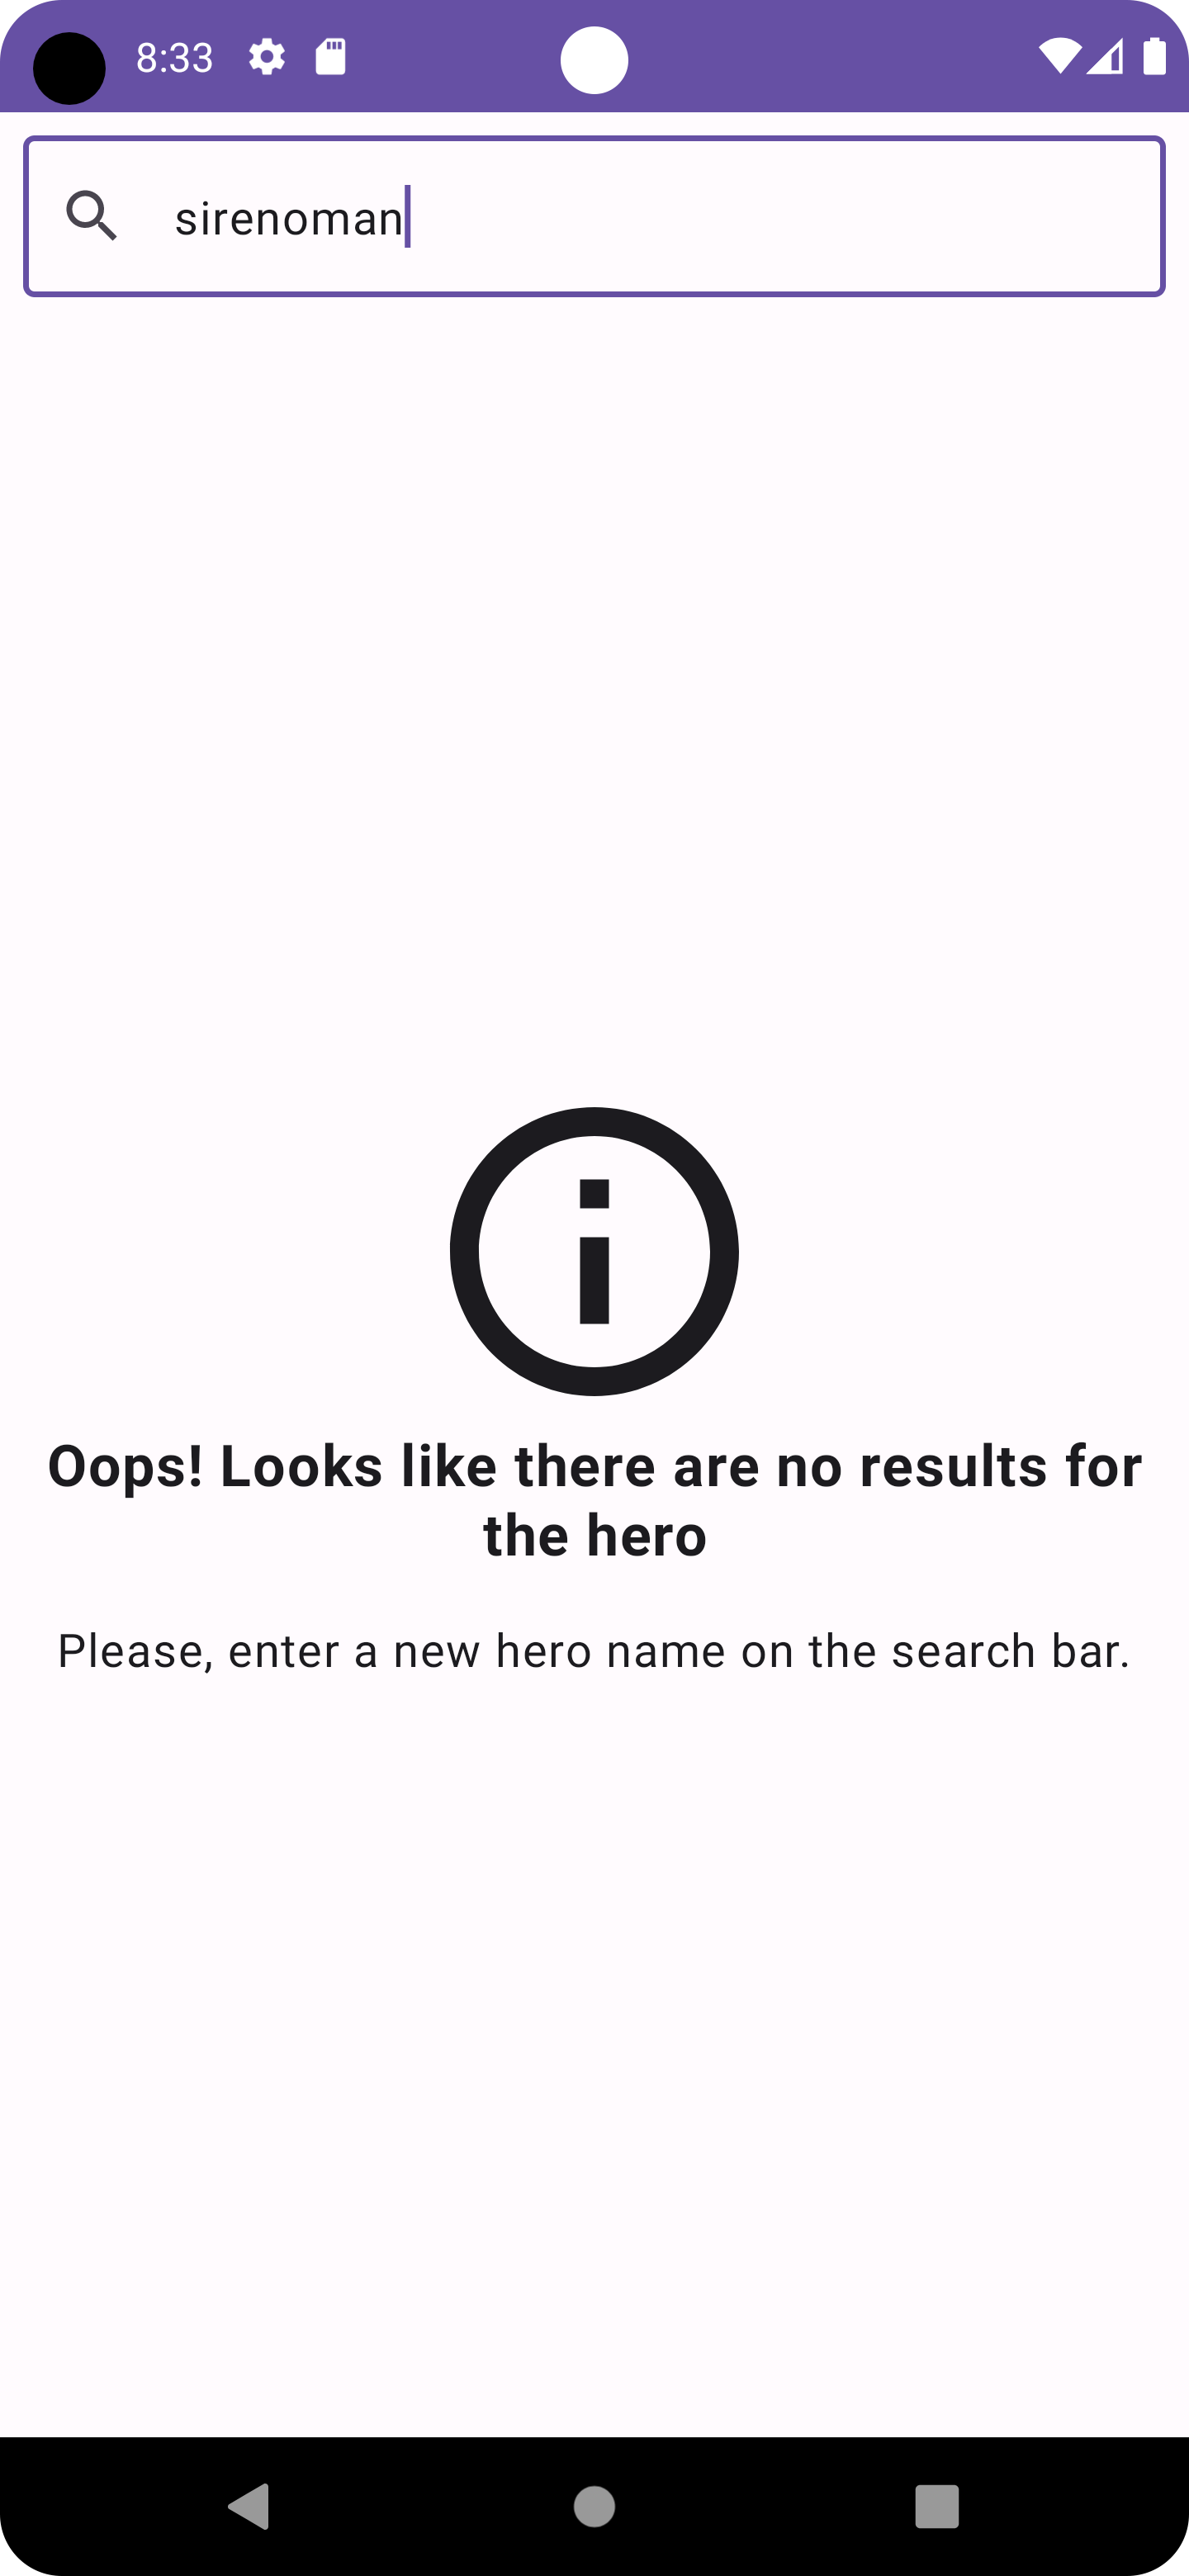 8:33
sirenoman
Oops! Looks like there are no results for
the hero
Please, enter a new hero name on the search bar.